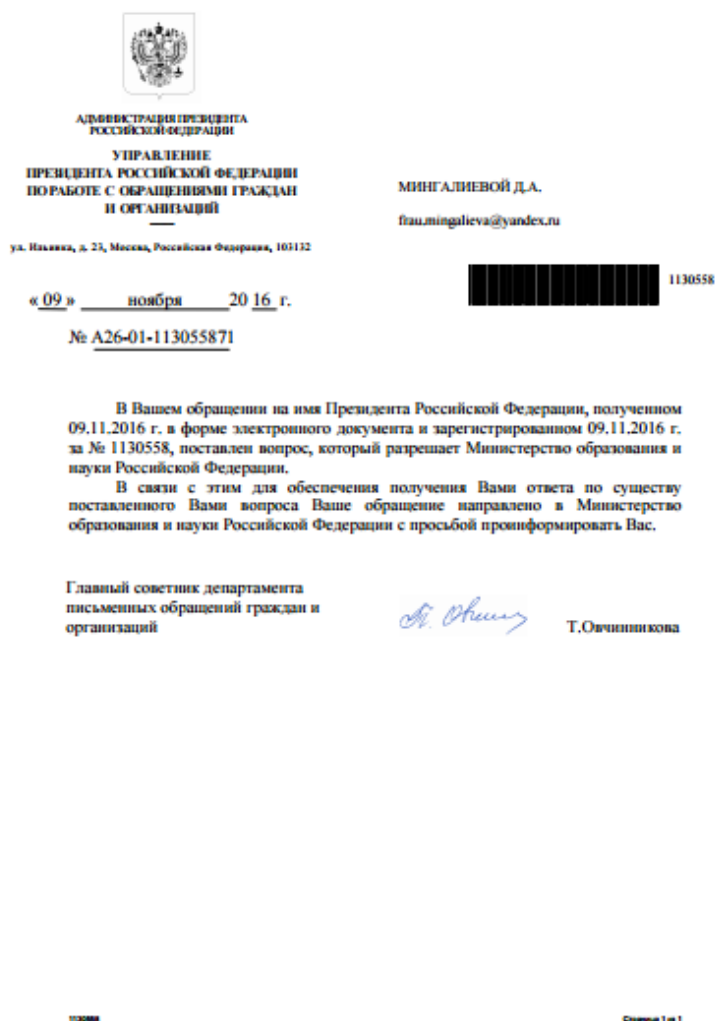 АДМИНИСТРАЦИЯ ПРЕЗИДЕНТА
РОССИЙСКОЙ ФЕДЕРАЦИИ
УПРАВЛЕНИЕ
ПРЕЗИДЕНТА РОССИЙСКОЙ ФЕДЕРАЦИИ
ПО РАБОТЕ С ОБРАЩЕНИЯМИ ГРАЖДАН
И ОРГАНИЗАЦИЙ
ул. Ильинка, д. 23, Москва, Российская Федерация, 103132
« 09 » ноября 20 16 г.
№ А26-01-113055871
МИНГАЛИЕВОЙ Д.А.
frau.mingalieva@yandex.ru
1130558
В Вашем обращении на имя Президента Российской Федерации, полученном
09.11.2016 г. в форме электронного документа и зарегистрированном 09.11.2016 г.
за № 1130558, поставлен вопрос, который разрешает Министерство образования и
науки Российской Федерации.
В связи с этим для обеспечения получения Вами ответа по существу
поставленного Вами вопроса Ваше обращение направлено в Министерство
образования и науки Российской Федерации с просьбой проинформировать Вас.
Главный советник департамента
письменных обращений граждан и
организаций
Т.Овчинникова
1130558
Страница 1 из 1